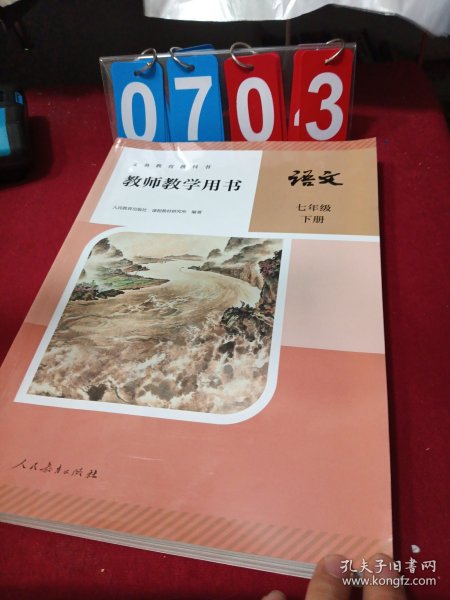 0703
义务教育教科书
教师教学用书
语文
七年级
下册
人民教育出版社 课程教材研究所 编著
人民教育出版社
孔夫子旧书网
www.kongfz.com